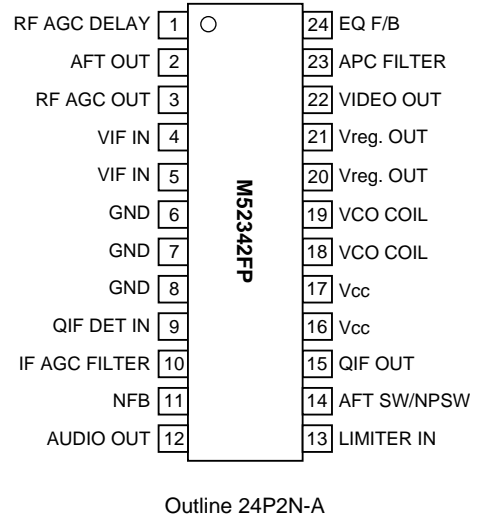 RF AGC DELAY 1 24 EQ F/B
AFT OUT 2 23 APC FILTER
RF AGC OUT 3 22 VIDEO OUT
VIF IN 4 21 Vreg. OUT
VIF IN 5 20 Vreg. OUT
GND 6 19 VCO COIL
GND 7 18 VCO COIL
GND 8 17 Vcc
QIF DET IN 9 16 Vcc
IF AGC FILTER 10 15 QIF OUT
NFB 11 14 AFT SW/NPSW
AUDIO OUT 12 13 LIMITER IN
M52342FP
Outline 24P2N-A